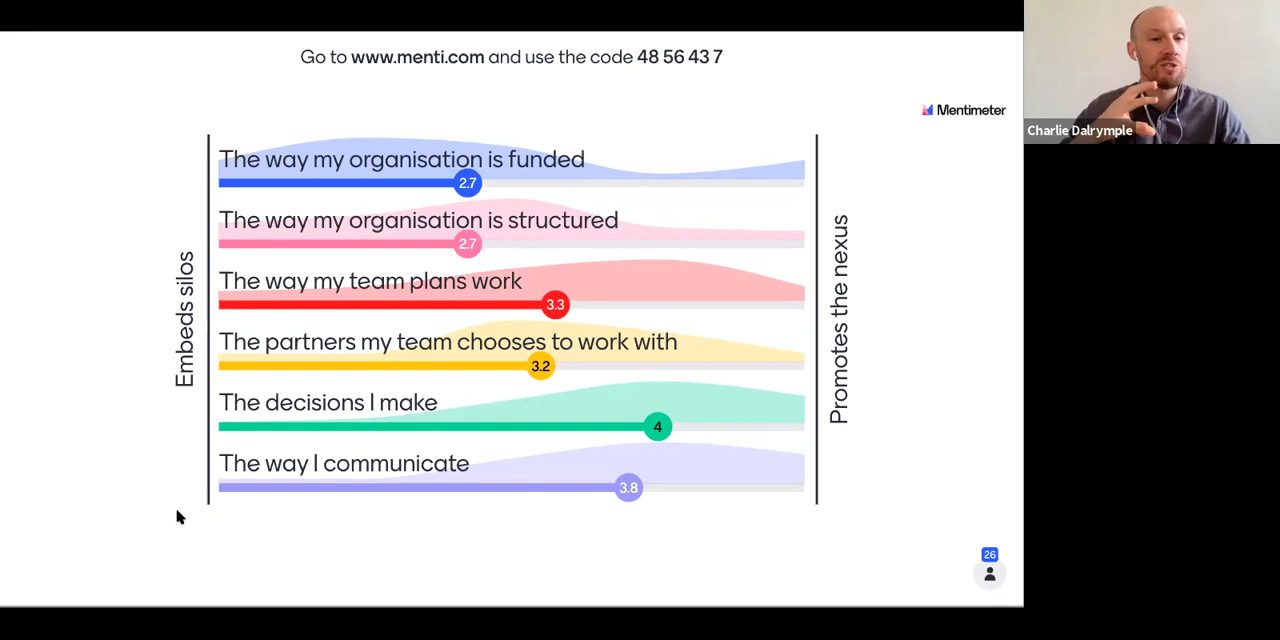 Go to www.menti.com and use the code 48 56 43 7
Mentimeter
Charlie Dalrymple
Embeds silos
The way my organisation is funded
2.7
The way my organisation is structured
2.7
The way my team plans work
3.3
The partners my team chooses to work with
3.2
The decisions I make
4
The way I communicate
3.8
Promotes the nexus
26